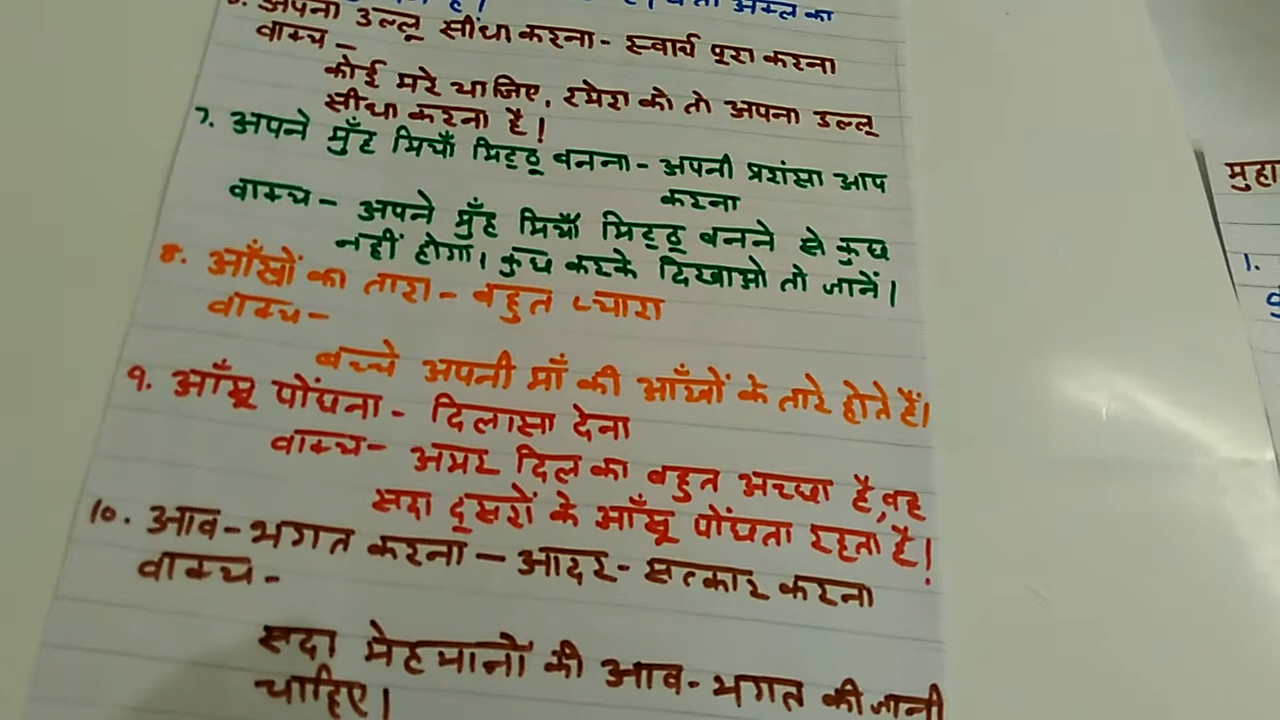 अक्ल का
6. अपना उल्लू सीधा करना - स्वार्थ पूरा करना
वाक्य -
कोई मरे या जिए, रमेश को तो अपना उल्लू
सीधा करना है!
7. अपने मुँह मियाँ मिट्ठू बनना - अपनी प्रशंसा आप
करना
वाक्य - अपने मुँह मियाँ मिट्ठू बनने से कुछ
नहीं होगा। कुछ करके दिखाओ तो जानें।
8. आँखों का तारा - बहुत प्यारा
वाक्य -
बच्चे अपनी माँ की आँखों के तारे होते हैं।
9. आँसू पोंछना - दिलासा देना
वाक्य - अमर दिल का बहुत अच्छा है, वह
सदा दूसरों के आँसू पोंछता रहता है!
10. आव-भगत करना - आदर-सत्कार करना
वाक्य -
सदा मेहमानों की आव-भगत की जानी
चाहिए।
मुहा
1.